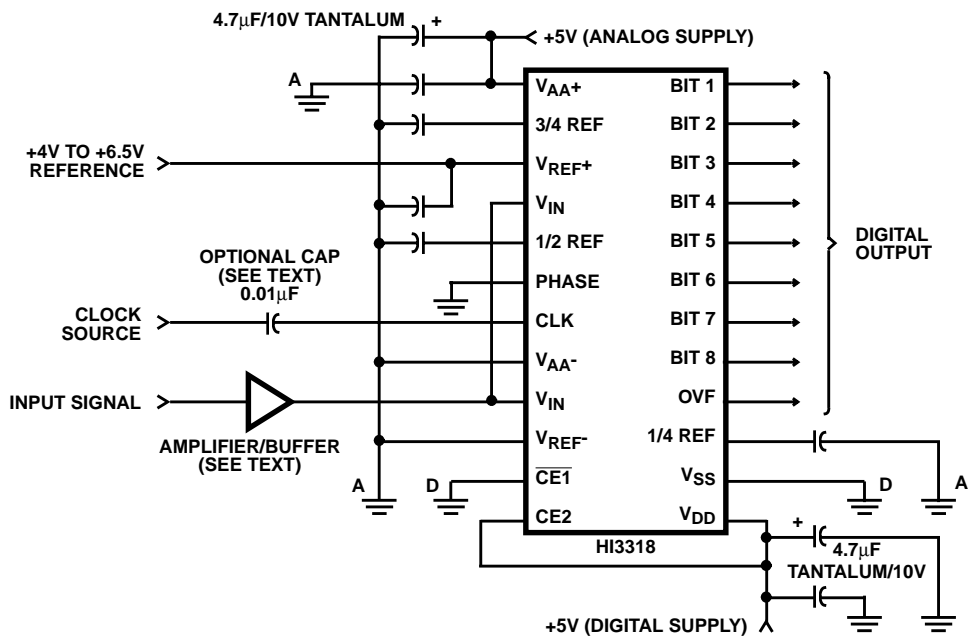 4.7μF/10V TANTALUM
+
+5V (ANALOG SUPPLY)
A
VAA+
3/4 REF
+4V TO +6.5V
REFERENCE
VREF+
VIN
1/2 REF
OPTIONAL CAP
(SEE TEXT)
0.01μF
PHASE
CLOCK
SOURCE
CLK
VAA-
INPUT SIGNAL
VIN
AMPLIFIER/BUFFER
(SEE TEXT)
VREF-
A
D
CE1
CE2
BIT 1
BIT 2
BIT 3
BIT 4
BIT 5
BIT 6
BIT 7
BIT 8
OVF
1/4 REF
VSS
VDD
DIGITAL
OUTPUT
D
A
HI3318
+
4.7μF
TANTALUM/10V
+5V (DIGITAL SUPPLY)